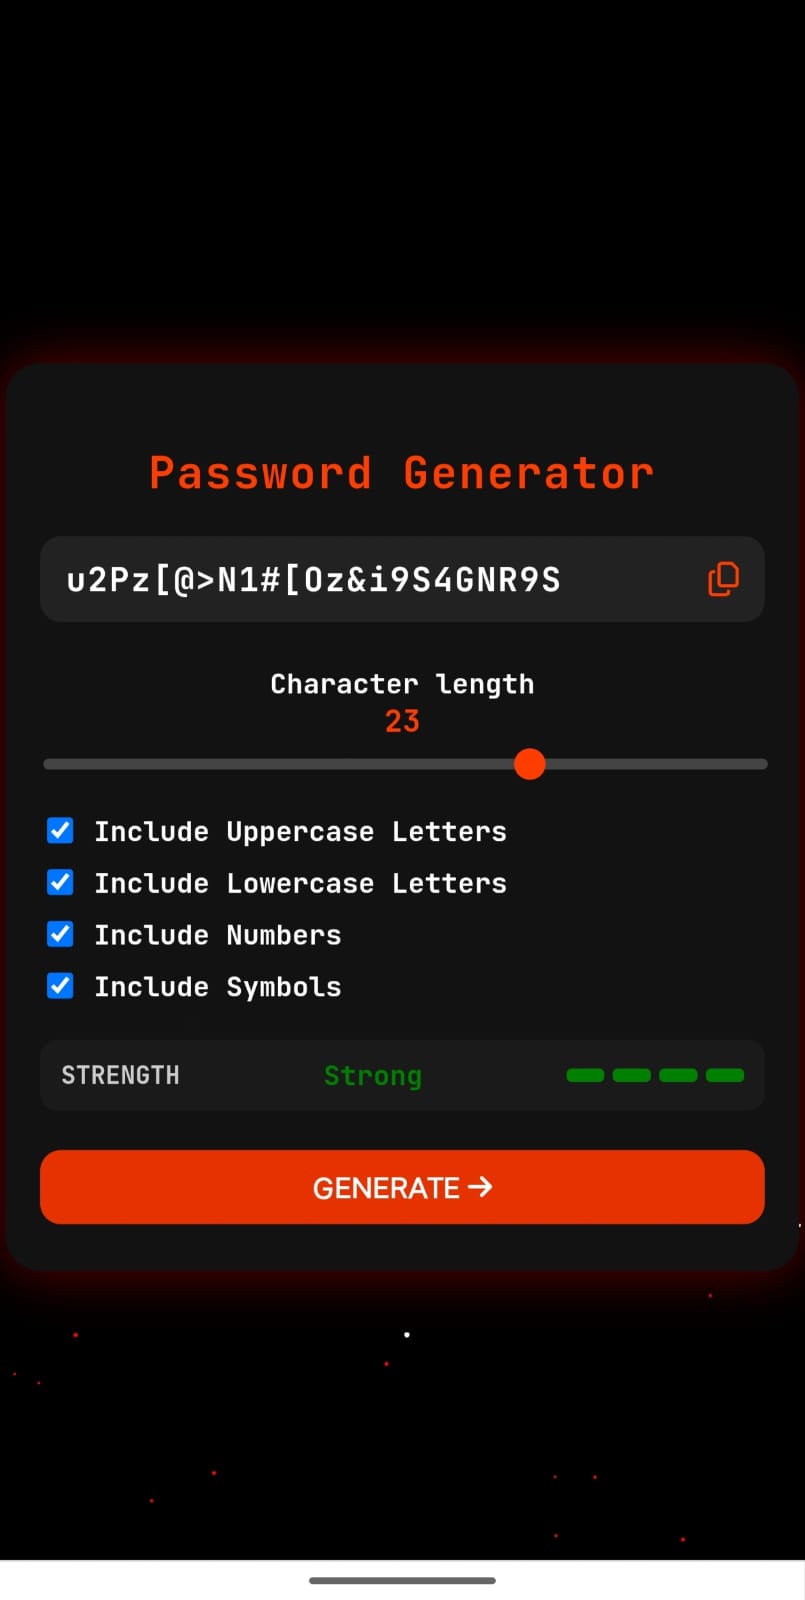 Password Generator
u2Pz[@>N1#[Oz&i9S4GNR9S
Character length
23
Include Uppercase Letters
Include Lowercase Letters
Include Numbers
Include Symbols
STRENGTH Strong
GENERATE →